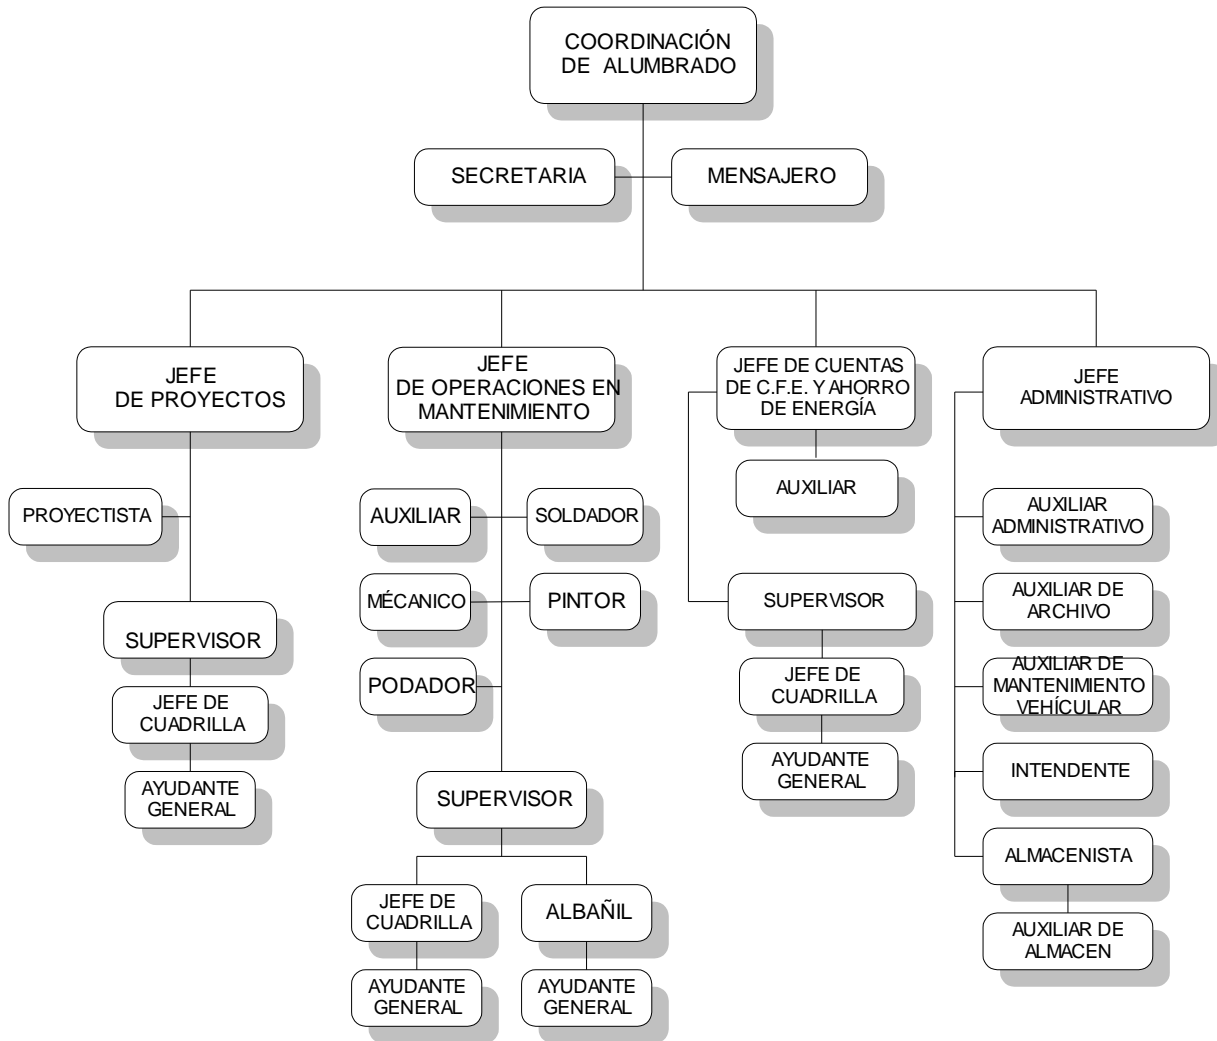 COORDINACIÓN
DE ALUMBRADO
SECRETARIA
MENSAJERO
JEFE
DE PROYECTOS
JEFE
DE OPERACIONES EN
MANTENIMIENTO
JEFE DE CUENTAS
DE C.F.E. Y AHORRO
DE ENERGÍA
JEFE
ADMINISTRATIVO
PROYECTISTA
SUPERVISOR
JEFE DE
CUADRILLA
AYUDANTE
GENERAL
AUXILIAR
SOLDADOR
MÉCANICO
PINTOR
PODADOR
SUPERVISOR
JEFE DE
CUADRILLA
ALBAÑIL
AYUDANTE
GENERAL
AYUDANTE
GENERAL
AUXILIAR
SUPERVISOR
JEFE DE
CUADRILLA
AYUDANTE
GENERAL
AUXILIAR
ADMINISTRATIVO
AUXILIAR DE
ARCHIVO
AUXILIAR DE
MANTENIMIENTO
VEHÍCULAR
INTENDENTE
ALMACENISTA
AUXILIAR DE
ALMACEN